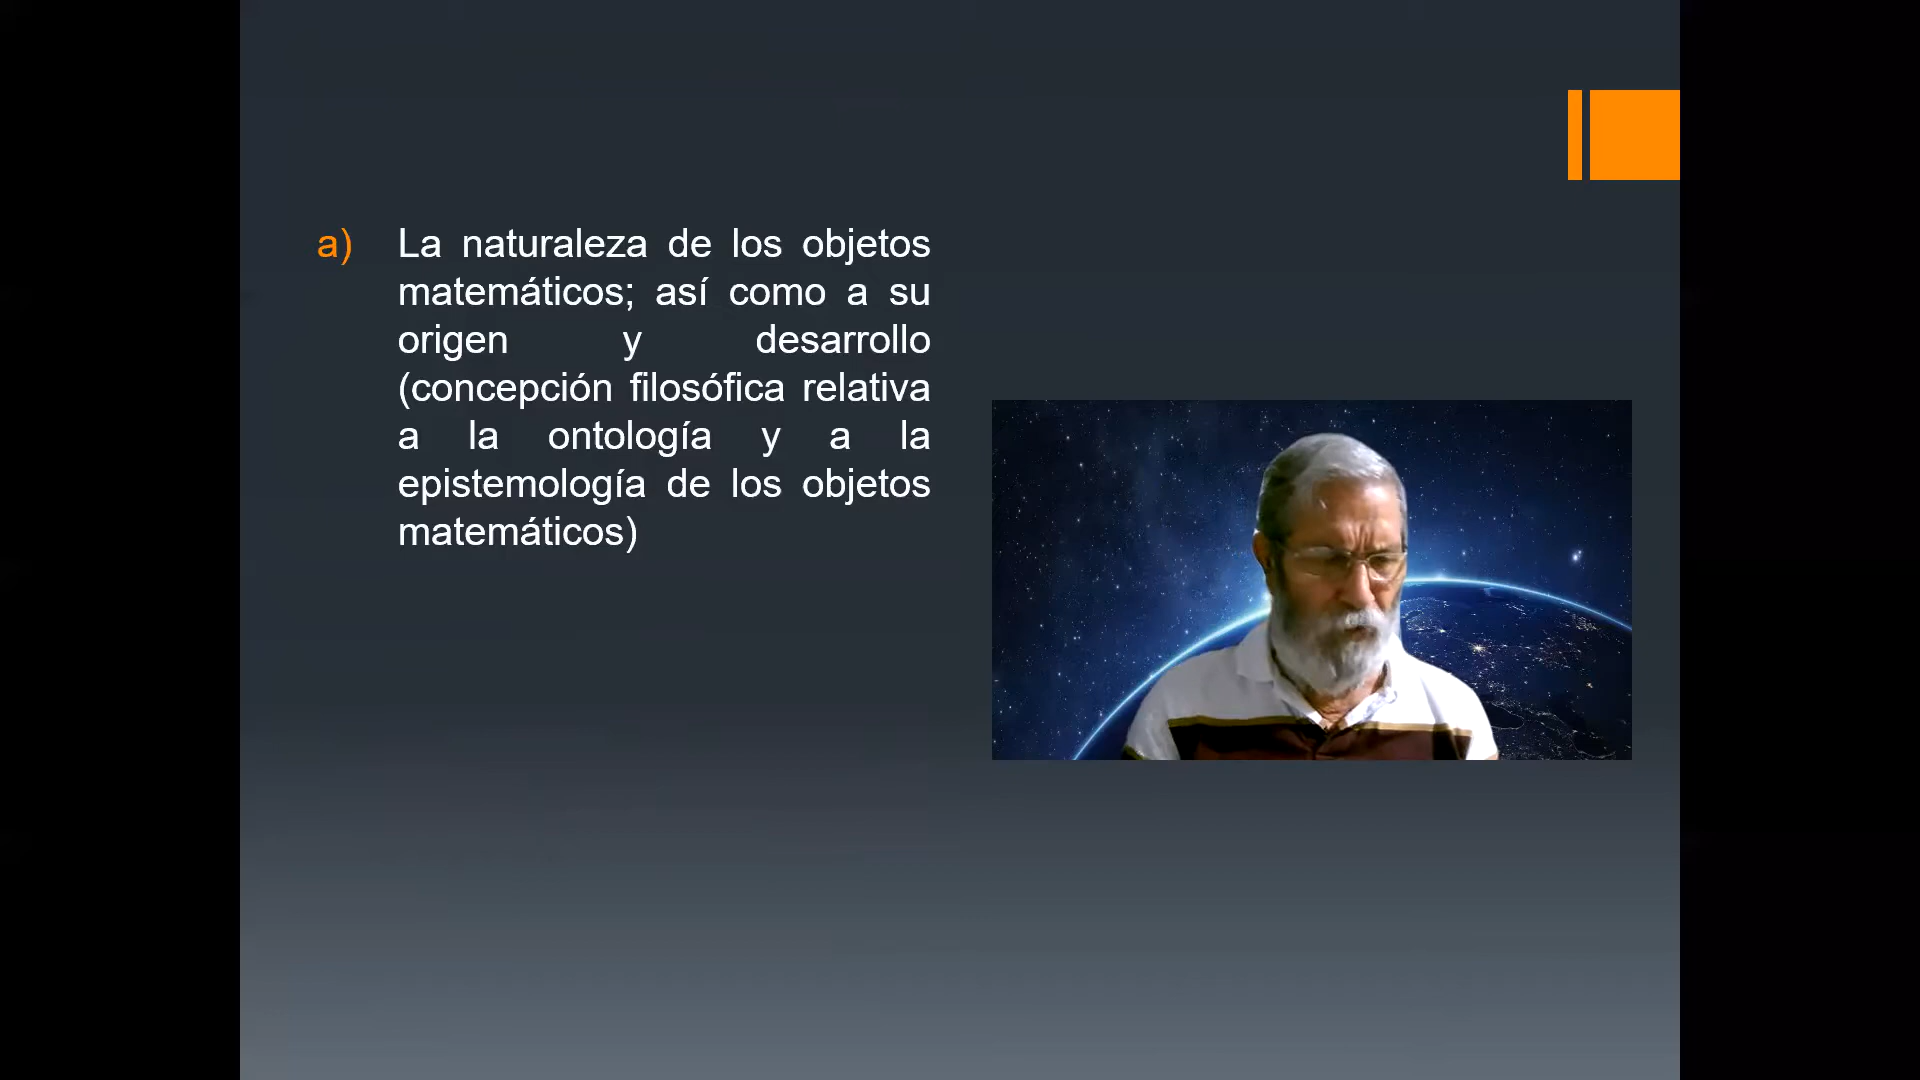 a) La naturaleza de los objetos
matemáticos; así como a su
origen y desarrollo
(concepción filosófica relativa
a la ontología y a la
epistemología de los objetos
matemáticos)